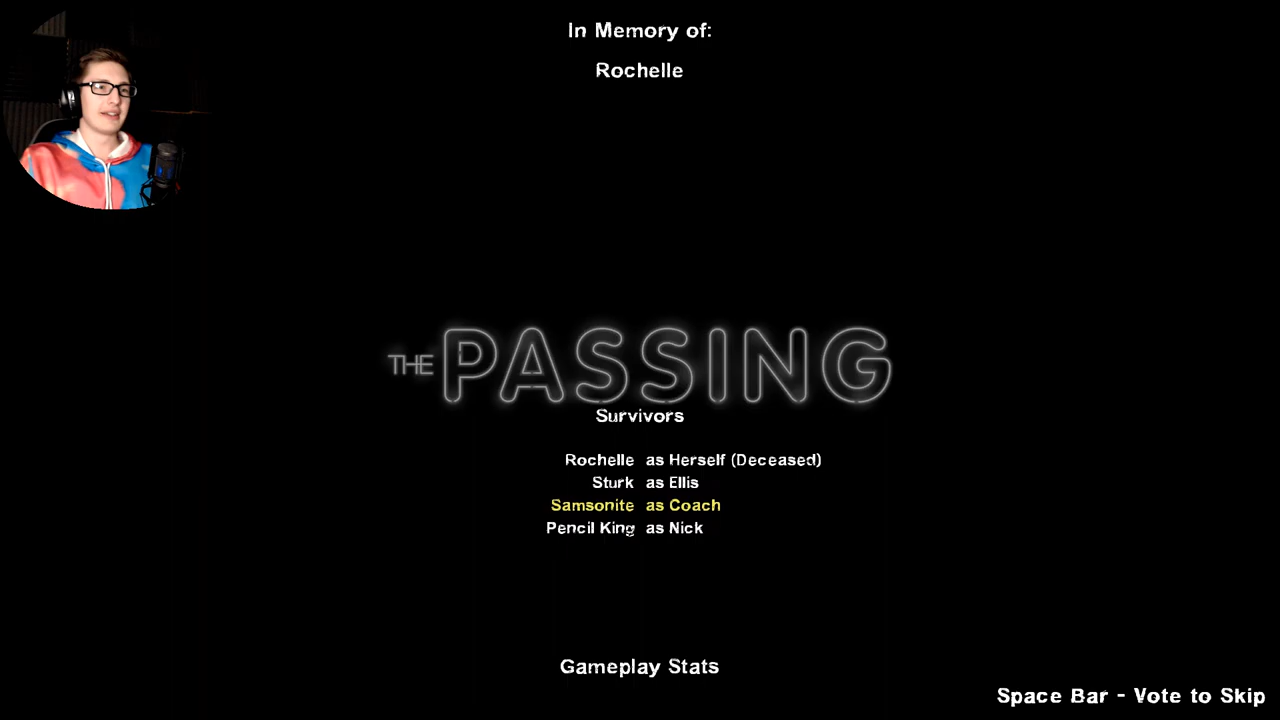 In Memory of:
Rochelle
THE PASSING
Survivors
Rochelle as Herself (Deceased)
Sturk as Ellis
Samsonite as Coach
Pencil King as Nick
Gameplay Stats
Space Bar - Vote to Skip